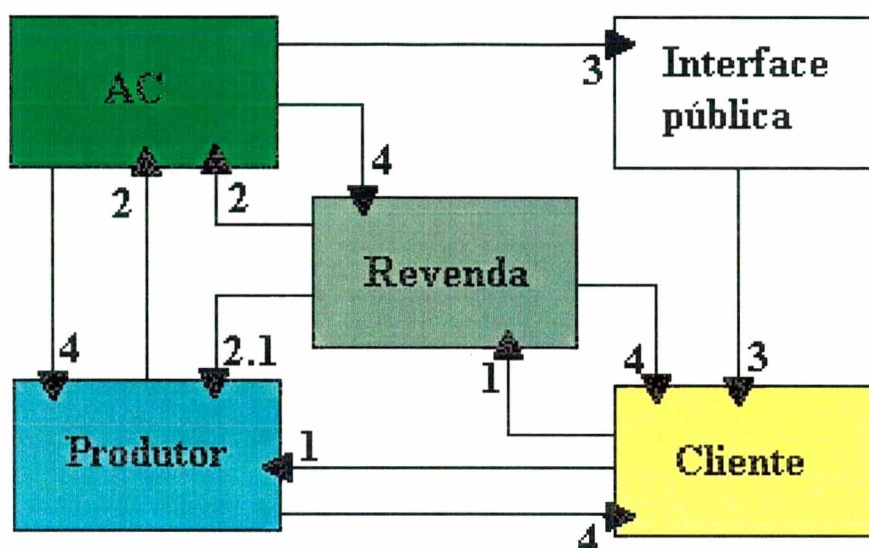 AC
3
Interface
pública
4
2
2
Revenda
4
2.1
1
4
3
Produtor
1
Cliente
4